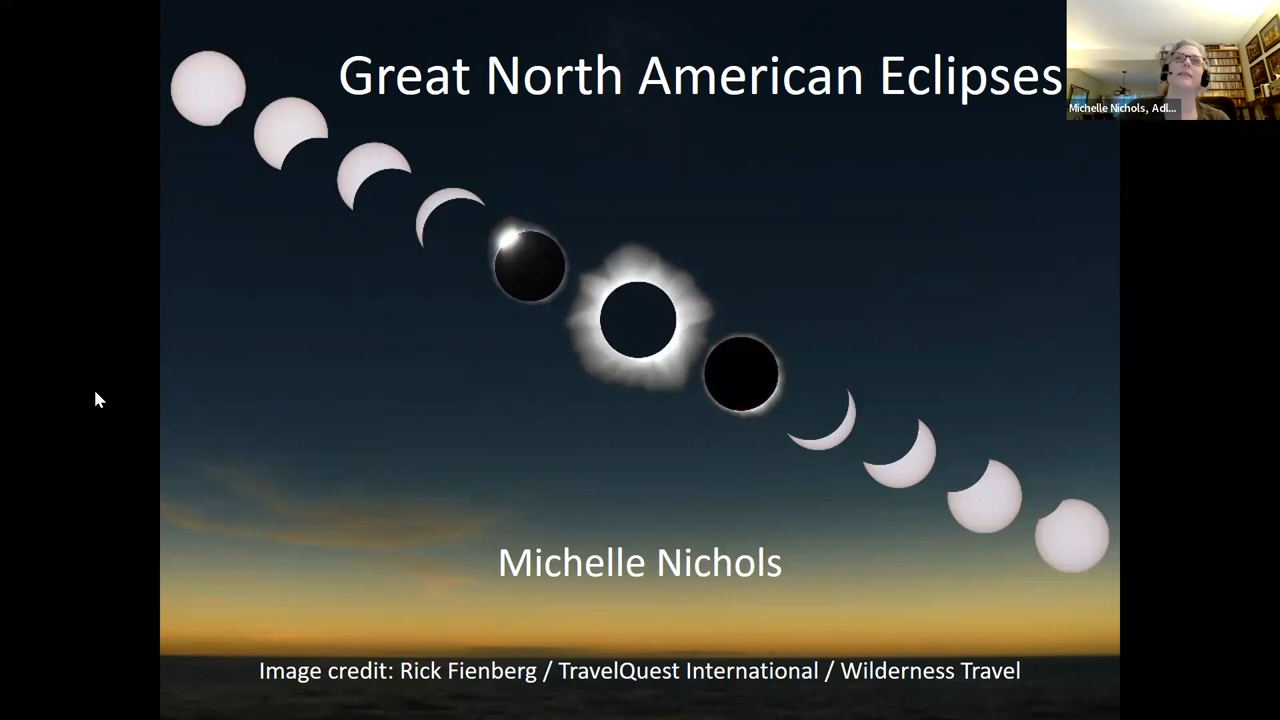 Great North American Eclipses
Michelle Nichols, Adl...
Michelle Nichols
Image credit: Rick Fienberg / TravelQuest International / Wilderness Travel